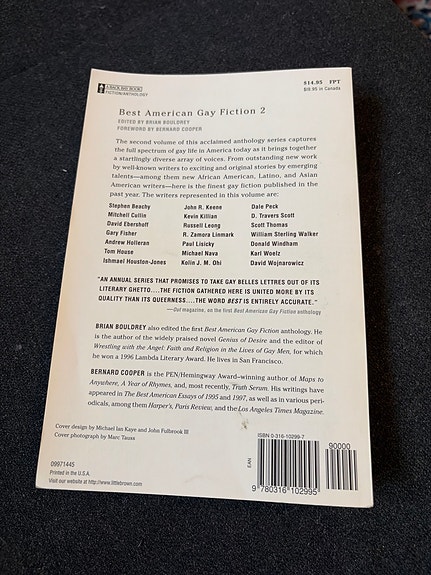 A BACK BAY BOOK
FICTION/ANTHOLOGY
$14.95 FPT
$19.95 in Canada
Best American Gay Fiction 2
EDITED BY BRIAN BOULDREY
FOREWORD BY BERNARD COOPER
The second volume of this acclaimed anthology series captures
the full spectrum of gay life in America today as it brings together
a startlingly diverse array of voices. From outstanding new work
by well-known writers to exciting and original stories by emerging
talents—among them new African American, Latino, and Asian
American writers—here is the finest gay fiction published in the
past year. The writers represented in this volume are:
Stephen Beachy
Mitchell Cullin
David Ebershoff
Gary Fisher
Andrew Holleran
Tom House
Ishmael Houston-Jones
John R. Keene
Kevin Killian
Russell Leong
R. Zamora Linmark
Paul Lisicky
Michael Nava
Kolin J. M. Ohi
Dale Peck
D. Travers Scott
Scott Thomas
William Sterling Walker
Donald Windham
Karl Woelz
David Wojnarowicz
"AN ANNUAL SERIES THAT PROMISES TO TAKE GAY BELLES LETTRES OUT OF ITS
LITERARY GHETTO....THE FICTION GATHERED HERE IS UNITED MORE BY ITS
QUALITY THAN ITS QUEERNESS....THE WORD BEST IS ENTIRELY ACCURATE."
—Out magazine, on the first Best American Gay Fiction anthology
BRIAN BOULDREY also edited the first Best American Gay Fiction anthology. He
is the author of the widely praised novel Genius of Desire and the editor of
Wrestling with the Angel: Faith and Religion in the Lives of Gay Men, for which
he won a 1996 Lambda Literary Award. He lives in San Francisco.
BERNARD COOPER is the PEN/Hemingway Award–winning author of Maps to
Anywhere, A Year of Rhymes, and, most recently, Truth Serum. His writings have
appeared in The Best American Essays of 1995 and 1997, as well as in various peri-
odicals, among them Harper's, Paris Review, and the Los Angeles Times Magazine.
Cover design by Michael Ian Kaye and John Fulbrook III
Cover photograph by Marc Tauss
09971445
Printed in the U.S.A.
Visit our website at http://www.littlebrown.com
EAN
ISBN 0-316-10299-7
90000
9 780316 102995